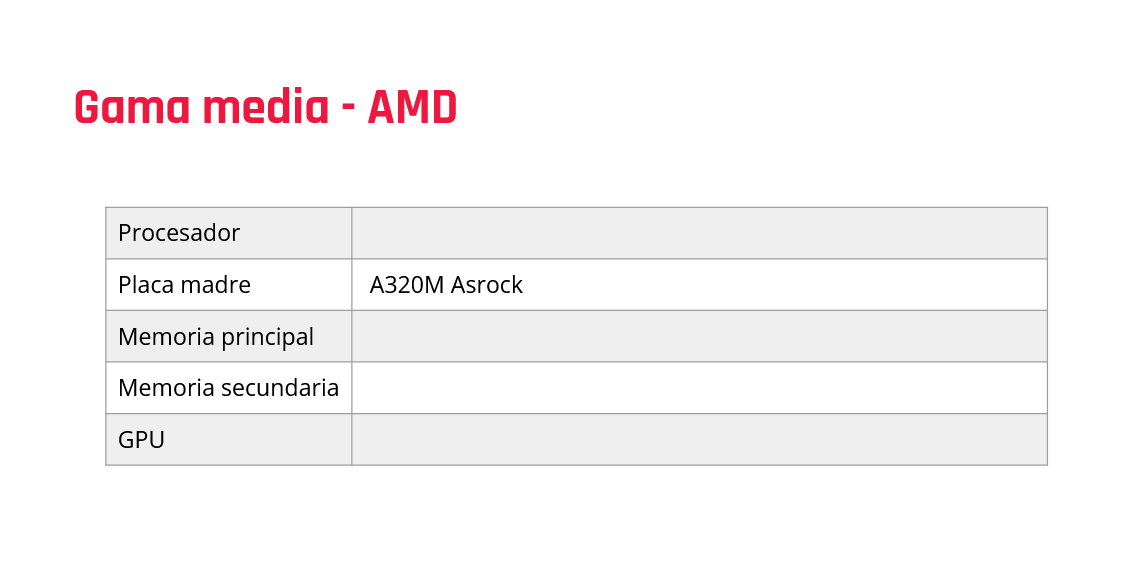 Gama media - AMD
Procesador
Placa madre A320M Asrock
Memoria principal
Memoria secundaria
GPU